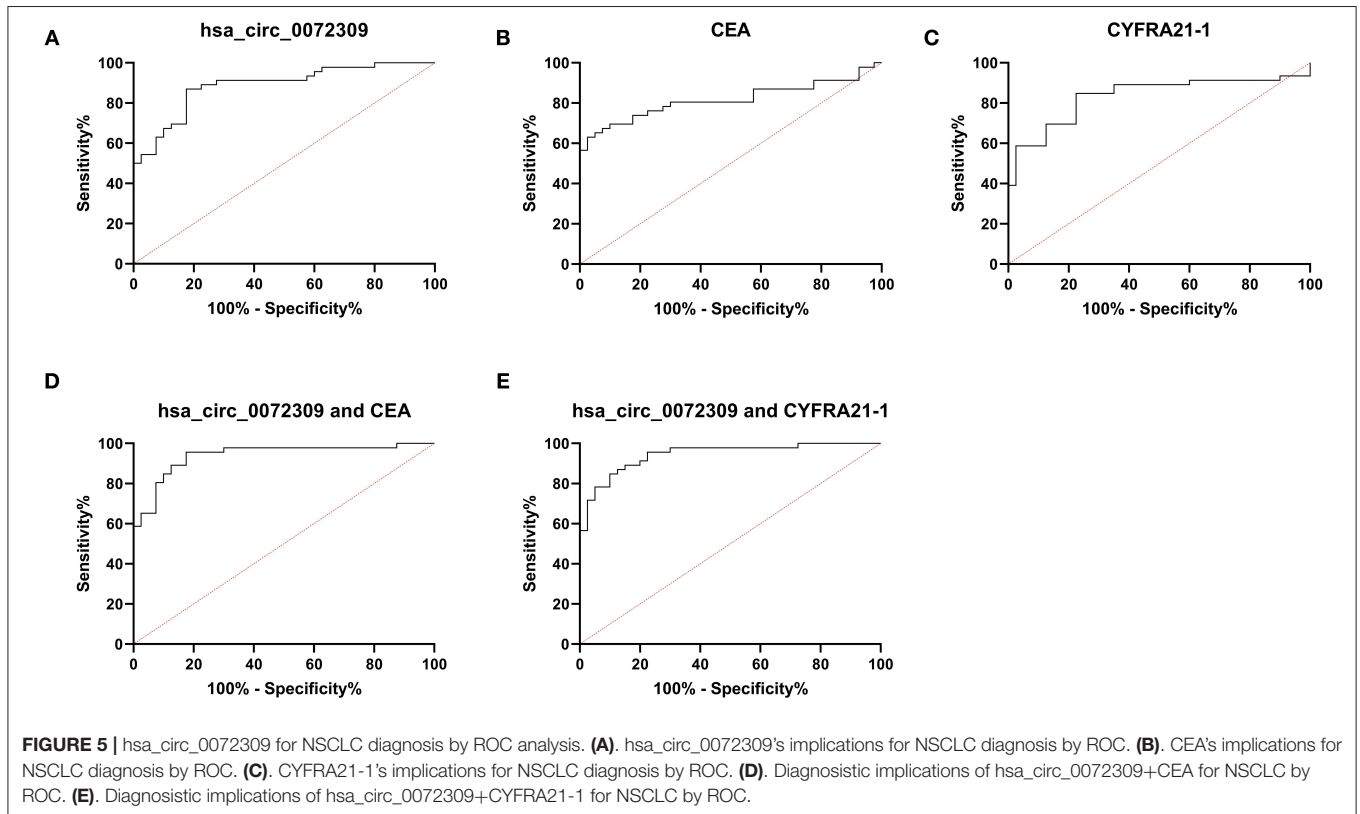 A
hsa_circ_0072309
100
80
60
40
20
0
Sensitivity%
0 20 40 60 80 100
100% - Specificity%
B
CEA
100
80
60
40
20
0
Sensitivity%
0 20 40 60 80 100
100% - Specificity%
C
CYFRA21-1
100
80
60
40
20
0
Sensitivity%
0 20 40 60 80 100
100% - Specificity%
D
hsa_circ_0072309 and CEA
100
80
60
40
20
0
Sensitivity%
0 20 40 60 80 100
100% - Specificity%
E
hsa_circ_0072309 and CYFRA21-1
100
80
60
40
20
0
Sensitivity%
0 20 40 60 80 100
100% - Specificity%
FIGURE 5 | hsa_circ_0072309 for NSCLC diagnosis by ROC analysis. (A). hsa_circ_0072309's implications for NSCLC diagnosis by ROC. (B). CEA's implications for
NSCLC diagnosis by ROC. (C). CYFRA21-1's implications for NSCLC diagnosis by ROC. (D). Diagnosistic implications of hsa_circ_0072309+CEA for NSCLC by
ROC. (E). Diagnosistic implications of hsa_circ_0072309+CYFRA21-1 for NSCLC by ROC.